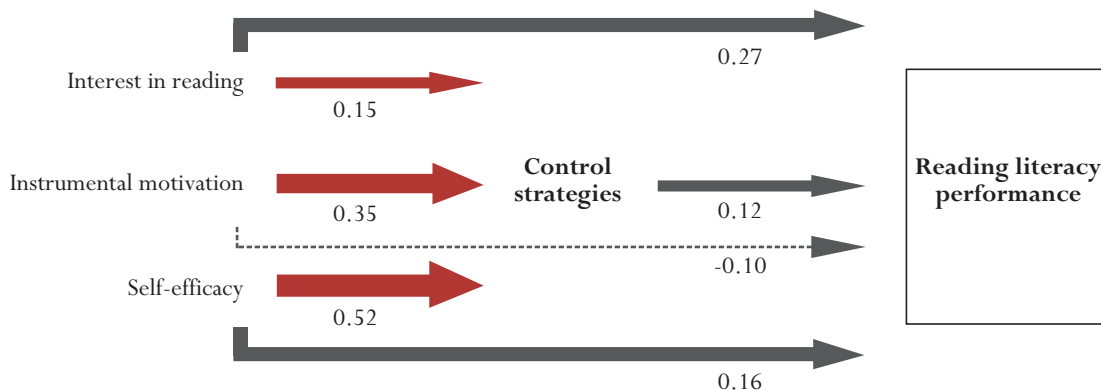 0.27
Interest in reading
0.15
Control
strategies
Reading literacy
performance
Instrumental motivation
0.35
0.12
-0.10
Self-efficacy
0.52
0.16